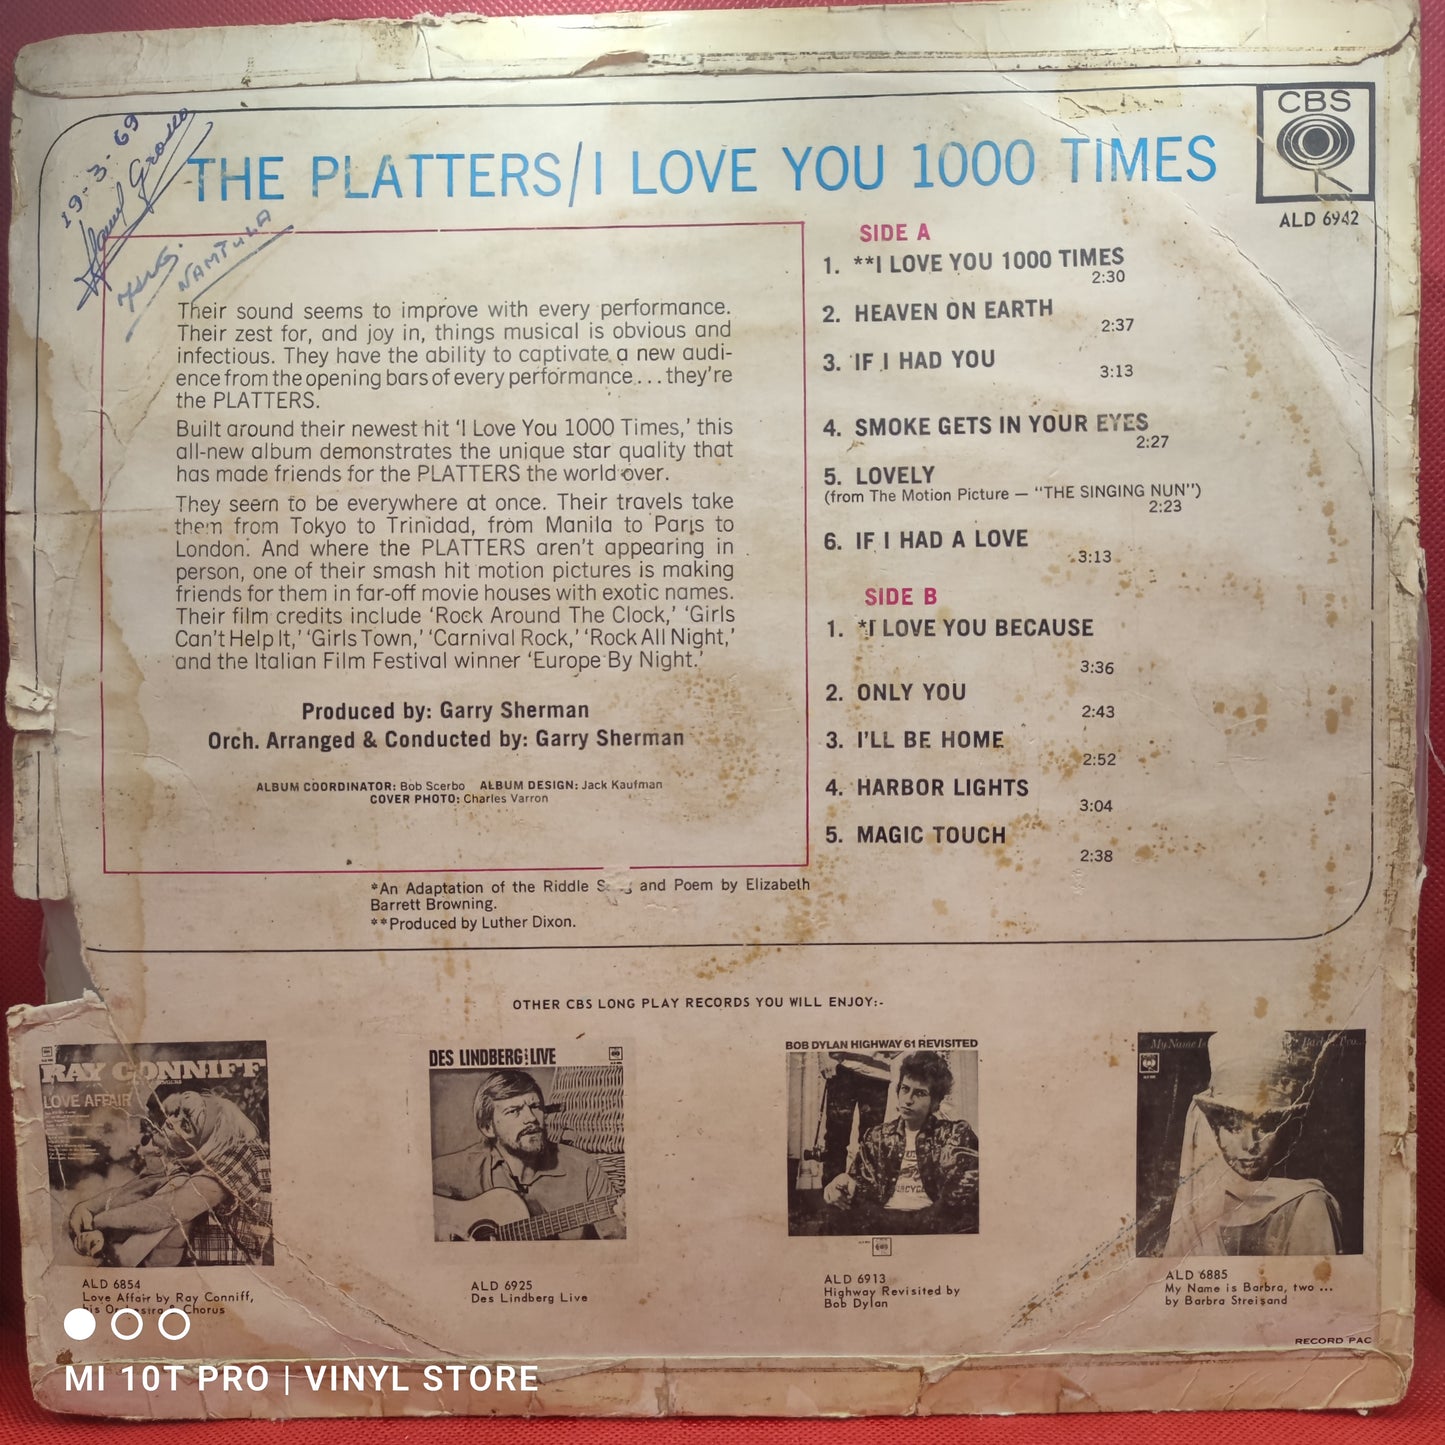 19-3-69
NAMTULA
THE PLATTERS/I LOVE YOU 1000 TIMES
CBS
ALD 6942
Their sound seems to improve with every performance.
Their zest for, and joy in, things musical is obvious and
infectious. They have the ability to captivate a new audi-
ence from the opening bars of every performance . . . they're
the PLATTERS.
Built around their newest hit 'I Love You 1000 Times,' this
all-new album demonstrates the unique star quality that
has made friends for the PLATTERS the world over.
They seem to be everywhere at once. Their travels take
them from Tokyo to Trinidad, from Manila to Paris to
London. And where the PLATTERS aren't appearing in
person, one of their smash hit motion pictures is making
friends for them in far-off movie houses with exotic names.
Their film credits include 'Rock Around The Clock,' 'Girls
Can't Help It,' 'Girls Town,' 'Carnival Rock,' 'Rock All Night,'
and the Italian Film Festival winner 'Europe By Night.'
Produced by: Garry Sherman
Orch. Arranged & Conducted by: Garry Sherman
ALBUM COORDINATOR: Bob Scerbo ALBUM DESIGN: Jack Kaufman
COVER PHOTO: Charles Varron
SIDE A
1. **I LOVE YOU 1000 TIMES
2:30
2. HEAVEN ON EARTH
2:37
3. IF I HAD YOU
3:13
4. SMOKE GETS IN YOUR EYES
2:27
5. LOVELY
(from The Motion Picture — "THE SINGING NUN")
2:23
6. IF I HAD A LOVE
3:13
SIDE B
1. *I LOVE YOU BECAUSE
3:36
2. ONLY YOU
2:43
3. I'LL BE HOME
2:52
4. HARBOR LIGHTS
3:04
5. MAGIC TOUCH
2:38
*An Adaptation of the Riddle and Poem by Elizabeth
Barrett Browning.
**Produced by Luther Dixon.
OTHER CBS LONG PLAY RECORDS YOU WILL ENJOY:-
RAY CONNIFF
LOVE AFFAIR
DES LINDBERG LIVE
BOB DYLAN HIGHWAY 61 REVISITED
My Name Is
ALD 6854
Love Affair by Ray Conniff,
his Orchestra & Chorus
ALD 6925
Des Lindberg Live
ALD 6913
Highway Revisited by
Bob Dylan
ALD 6885
My Name is Barbra, two ...
by Barbra Streisand
RECORD PAC
MI 10T PRO | VINYL STORE